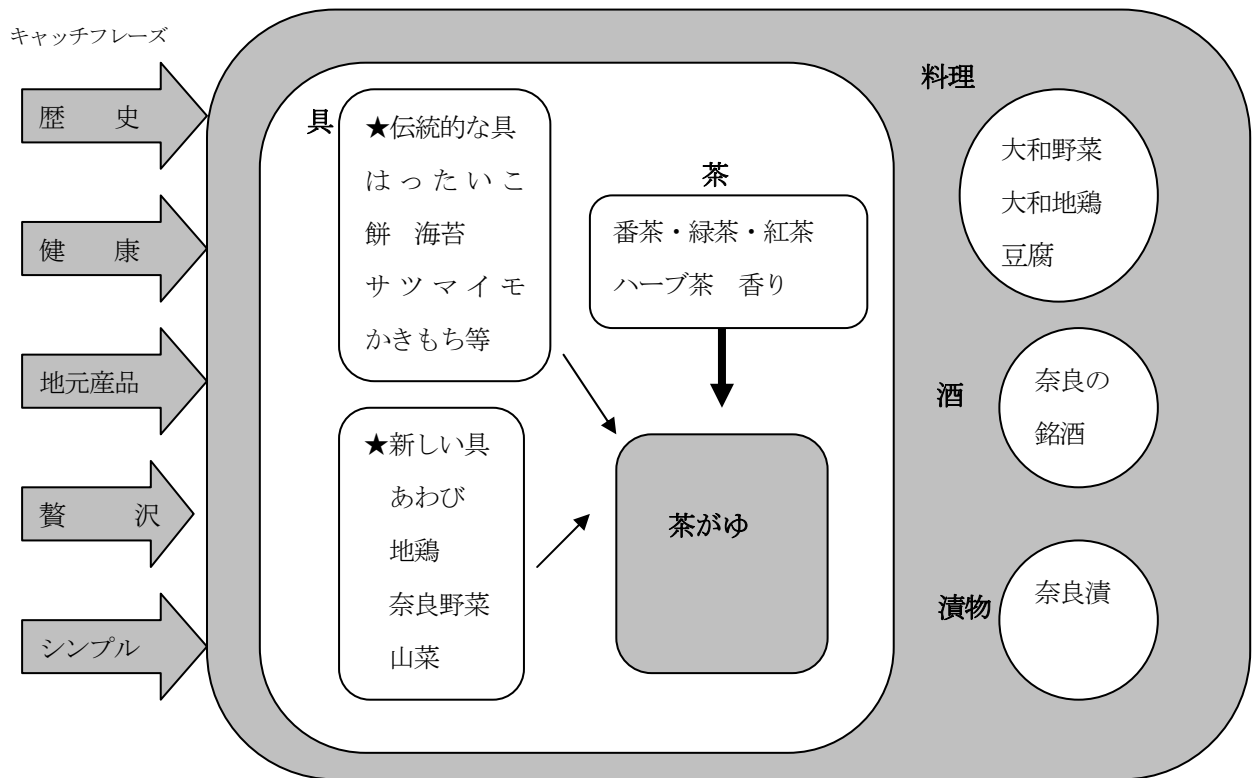 キャッチフレーズ
歴　史
健　康
地元産品
贅　沢
シンプル
具
★伝統的な具
はったいこ
餅　海苔
サツマイモ
かきもち等
★新しい具
あわび
地鶏
奈良野菜
山菜
茶
番茶・緑茶・紅茶
ハーブ茶　香り
茶がゆ
料理
大和野菜
大和地鶏
豆腐
酒
奈良の
銘酒
漬物
奈良漬